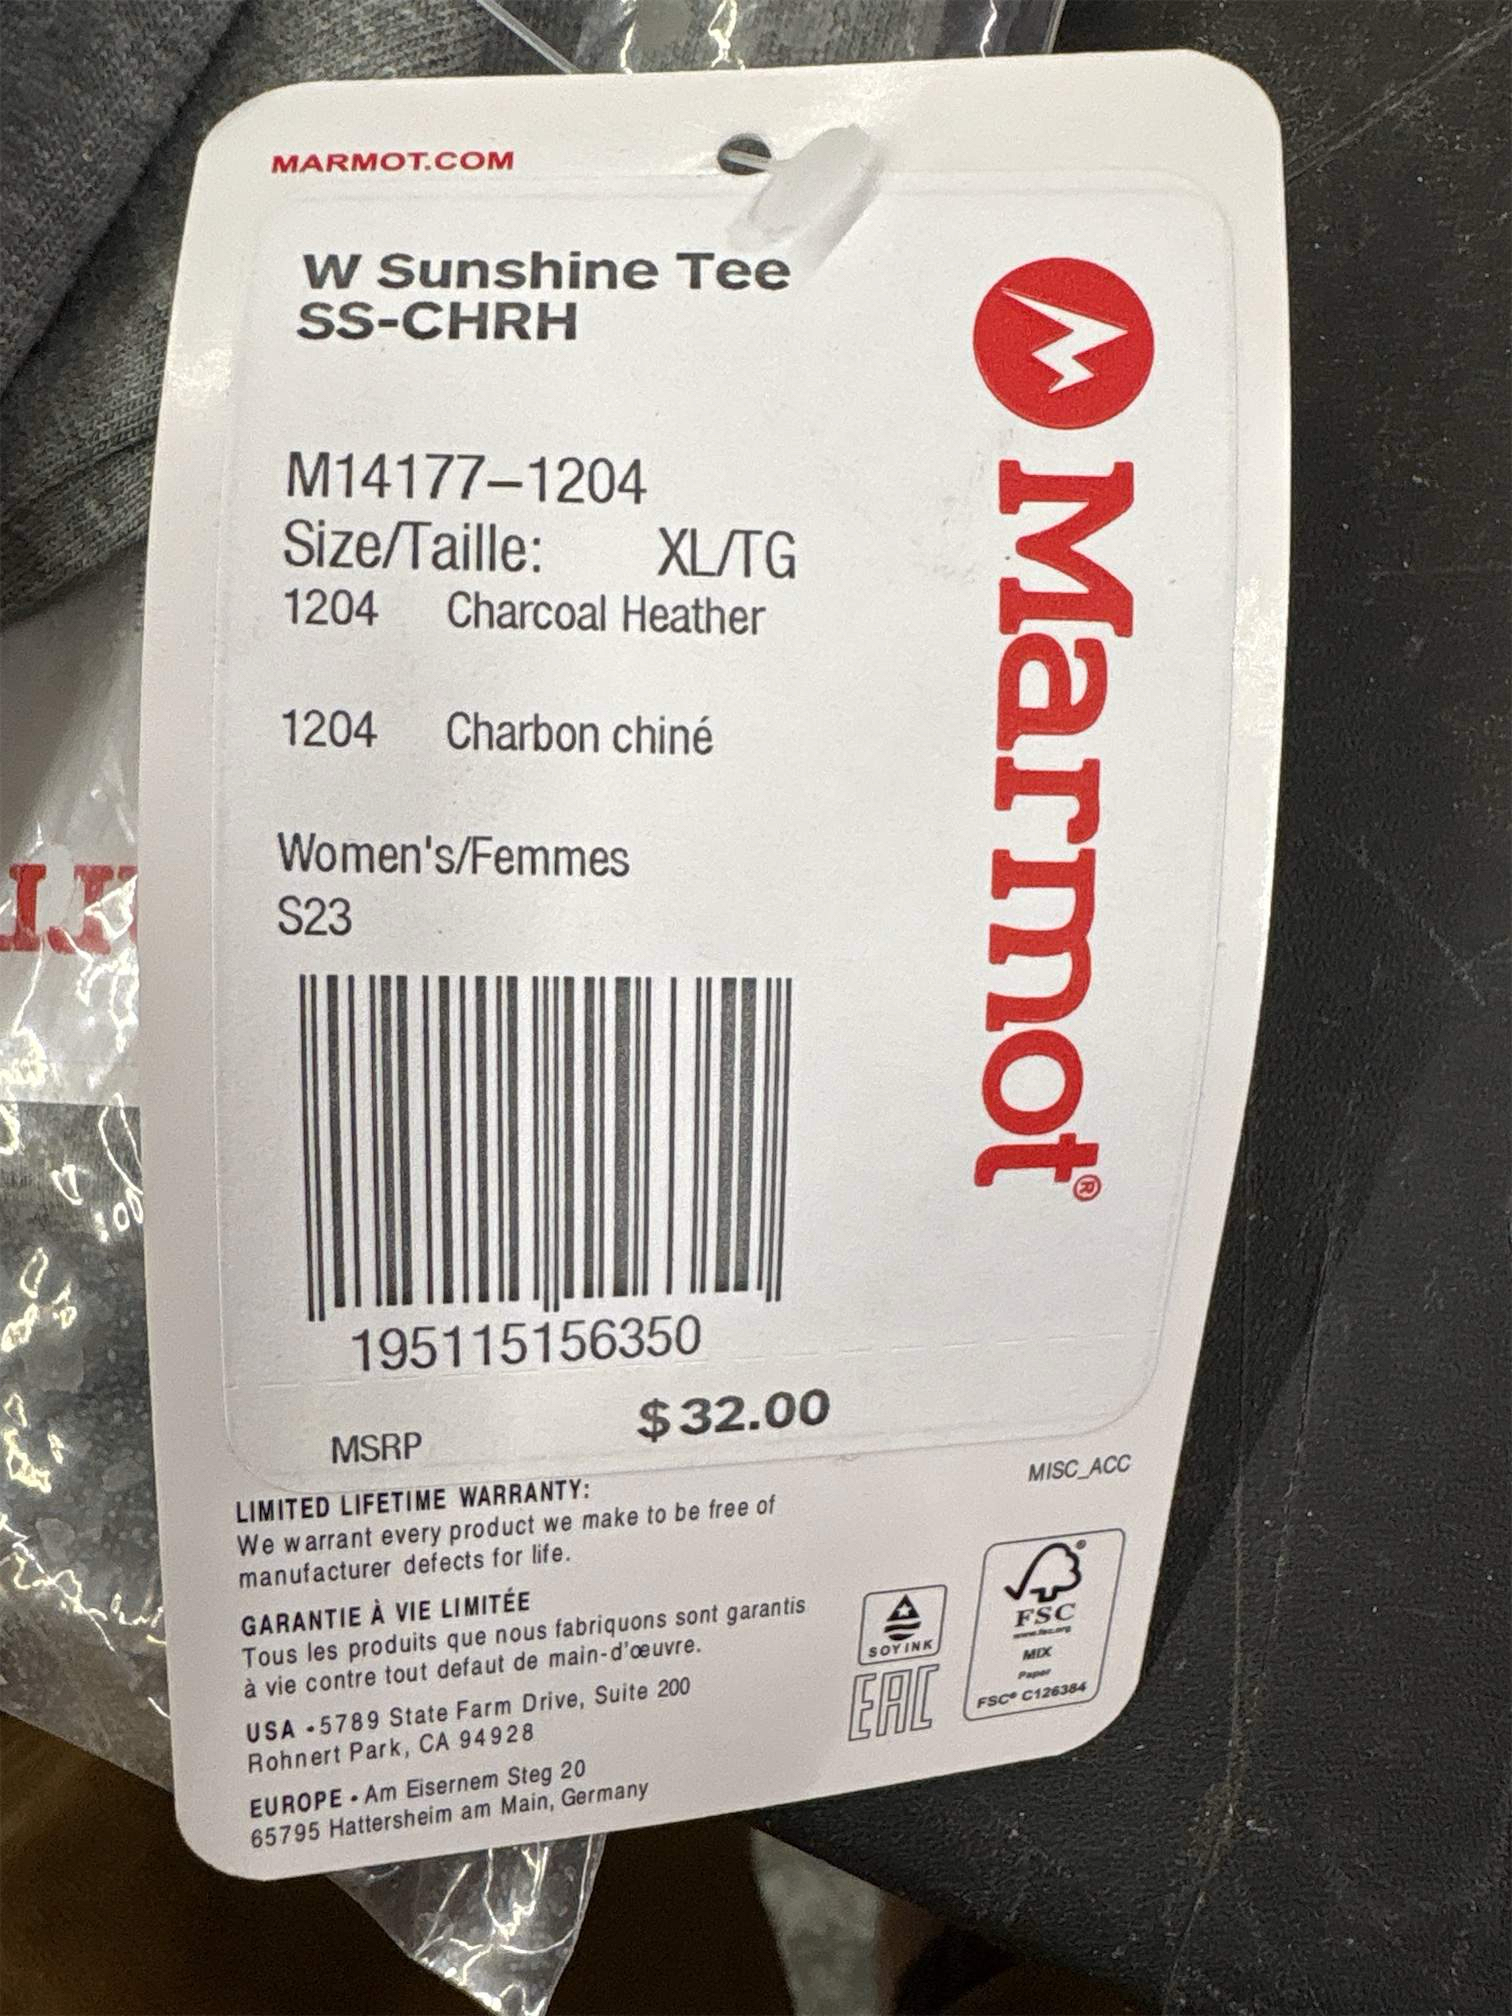 MARMOT.COM
W Sunshine Tee
SS-CHRH
M14177-1204
Size/Taille: XL/TG
1204 Charcoal Heather
1204 Charbon chiné
Women's/Femmes
S23
195115156350
MSRP $32.00
Marmot®
MISC_ACC
LIMITED LIFETIME WARRANTY:
We warrant every product we make to be free of
manufacturer defects for life.
GARANTIE À VIE LIMITÉE
Tous les produits que nous fabriquons sont garantis
à vie contre tout defaut de main-d'œuvre.
USA • 5789 State Farm Drive, Suite 200
Rohnert Park, CA 94928
EUROPE • Am Eisernem Steg 20
65795 Hattersheim am Main, Germany
SOY INK
EAC
FSC
www.fsc.org
MIX
Paper
FSC® C126384